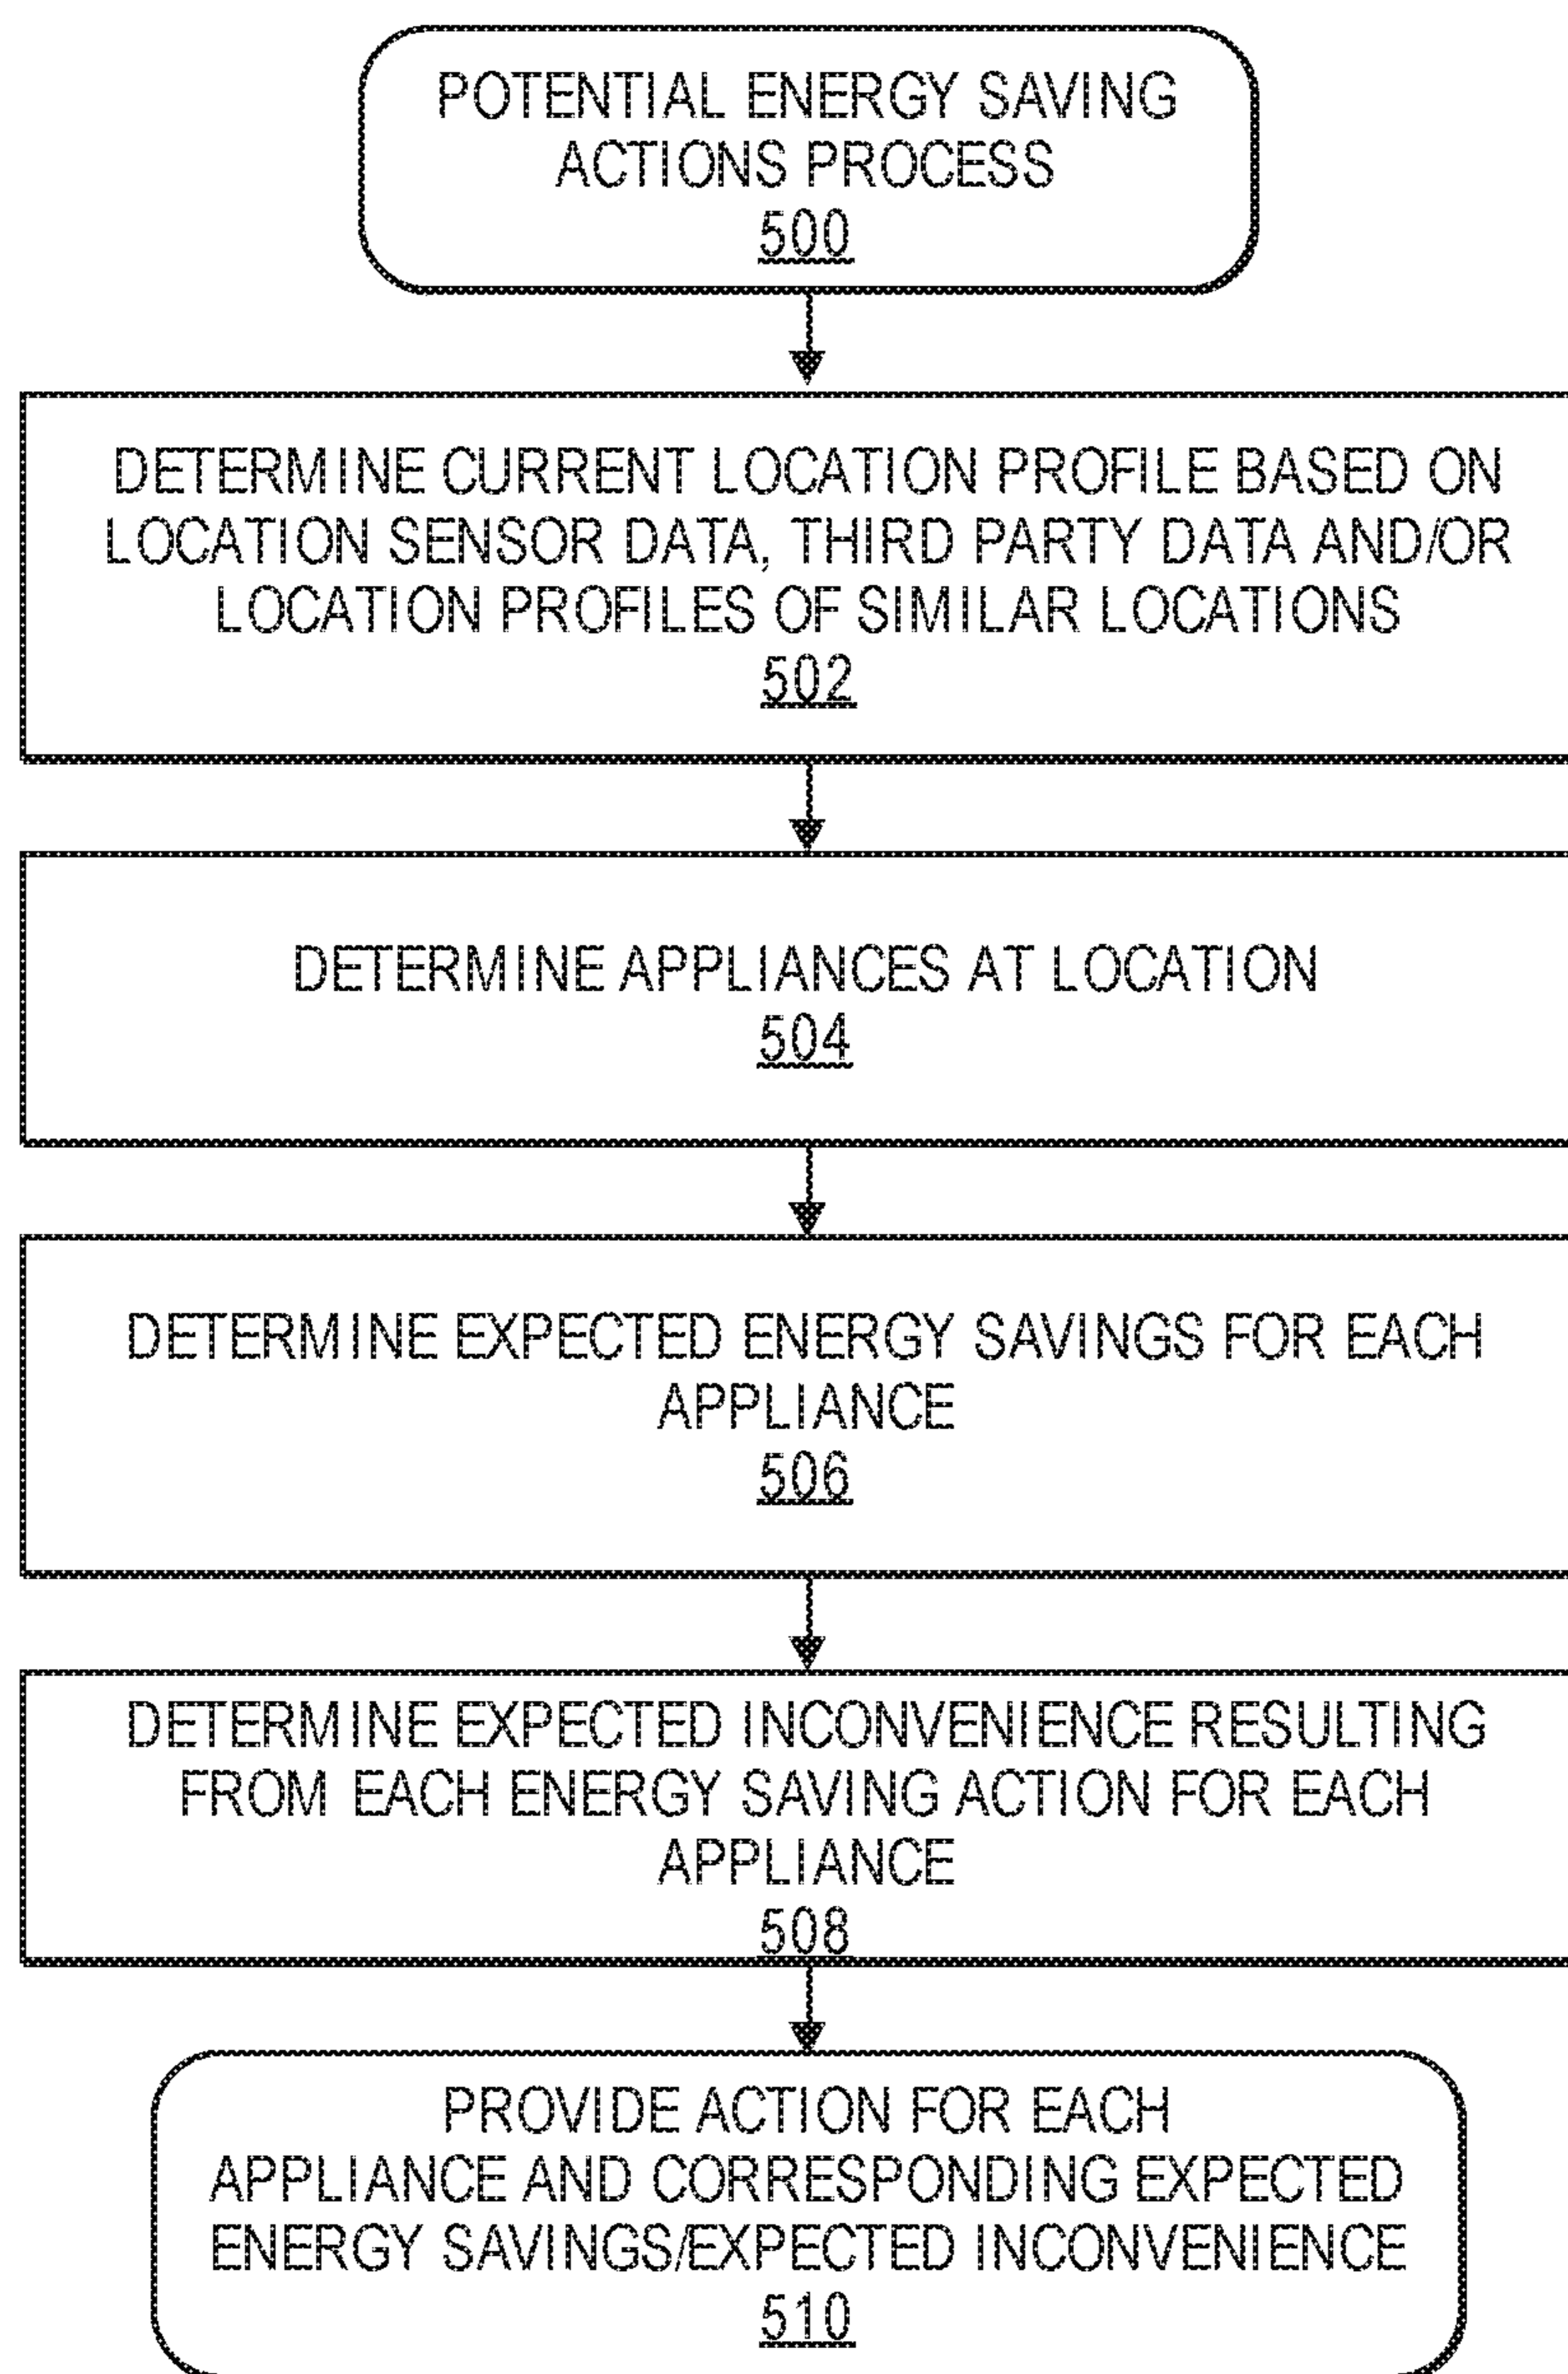 POTENTIAL ENERGY SAVING
ACTIONS PROCESS
500
DETERMINE CURRENT LOCATION PROFILE BASED ON
LOCATION SENSOR DATA, THIRD PARTY DATA AND/OR
LOCATION PROFILES OF SIMILAR LOCATIONS
502
DETERMINE APPLIANCES AT LOCATION
504
DETERMINE EXPECTED ENERGY SAVINGS FOR EACH
APPLIANCE
506
DETERMINE EXPECTED INCONVENIENCE RESULTING
FROM EACH ENERGY SAVING ACTION FOR EACH
APPLIANCE
508
PROVIDE ACTION FOR EACH
APPLIANCE AND CORRESPONDING EXPECTED
ENERGY SAVINGS/EXPECTED INCONVENIENCE
510